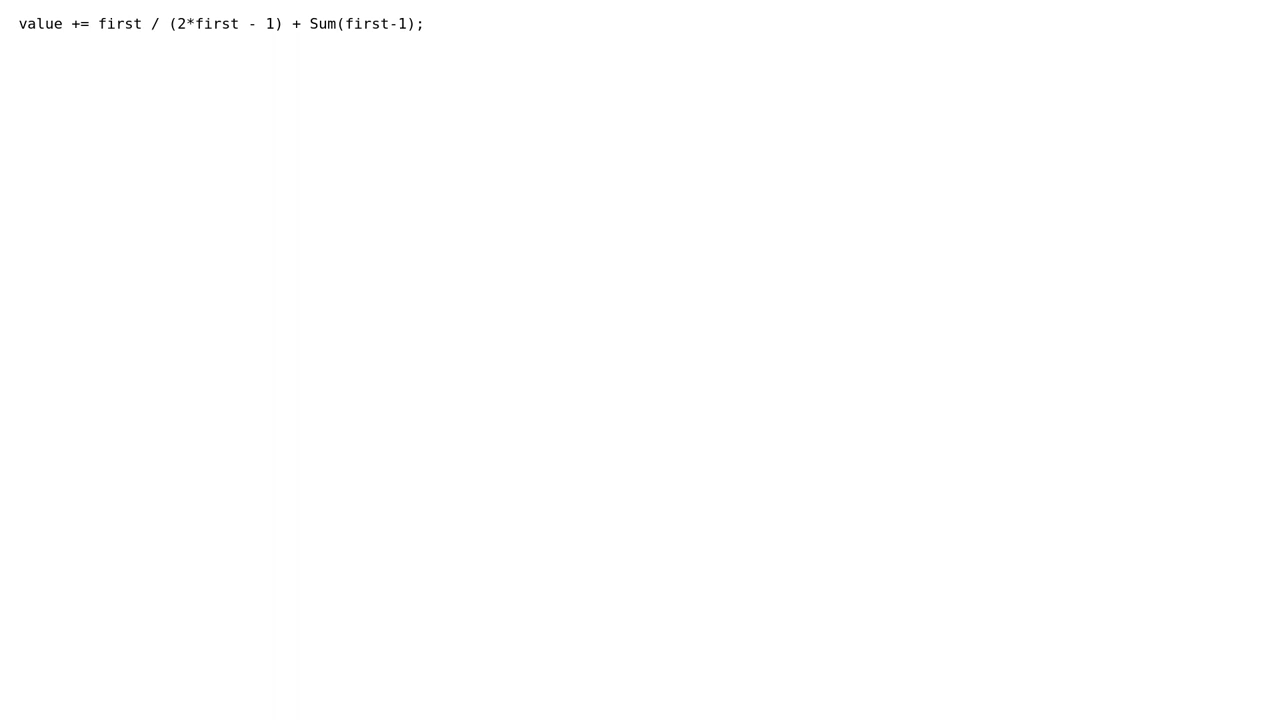 value += first / (2*first - 1) + Sum(first-1);